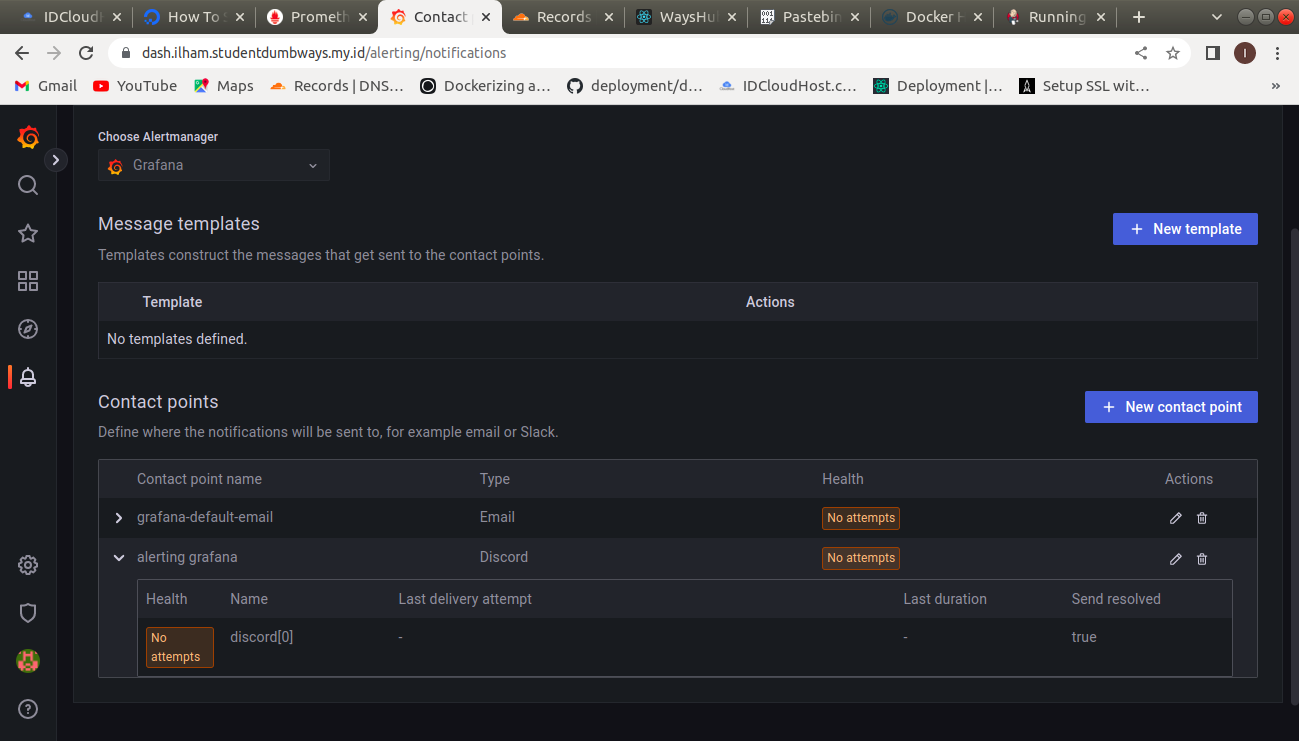 IDCloudH
How To S
Prometh
Contact
Records
WaysHu
Pastebin
Docker H
Running
dash.ilham.studentdumbways.my.id/alerting/notifications
I
Gmail
YouTube
Maps
Records | DNS...
Dockerizing a...
deployment/d...
IDCloudHost.c...
Deployment |...
Setup SSL wit...
»
Choose Alertmanager
Grafana
Message templates
+ New template
Templates construct the messages that get sent to the contact points.
Template Actions
No templates defined.
Contact points
+ New contact point
Define where the notifications will be sent to, for example email or Slack.
Contact point name Type Health Actions
grafana-default-email Email No attempts
alerting grafana Discord No attempts
Health Name Last delivery attempt Last duration Send resolved
No attempts discord[0] - - true